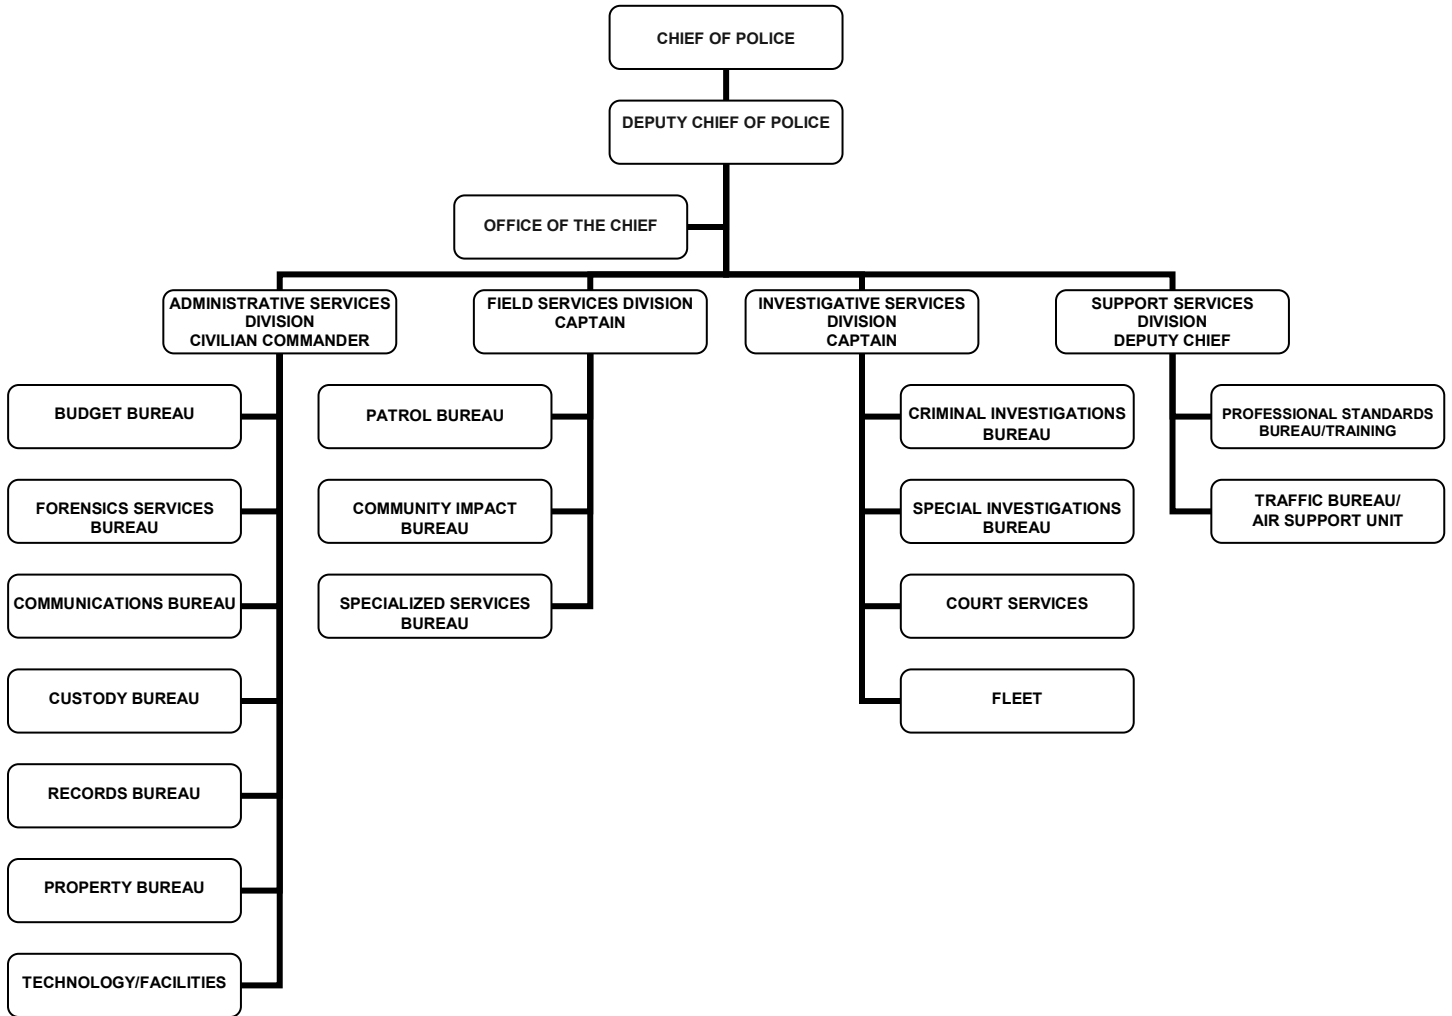 CHIEF OF POLICE
DEPUTY CHIEF OF POLICE
OFFICE OF THE CHIEF
ADMINISTRATIVE SERVICES
DIVISION
CIVILIAN COMMANDER
FIELD SERVICES DIVISION
CAPTAIN
INVESTIGATIVE SERVICES
DIVISION
CAPTAIN
SUPPORT SERVICES
DIVISION
DEPUTY CHIEF
BUDGET BUREAU
FORENSICS SERVICES
BUREAU
COMMUNICATIONS BUREAU
CUSTODY BUREAU
RECORDS BUREAU
PROPERTY BUREAU
TECHNOLOGY/FACILITIES
PATROL BUREAU
COMMUNITY IMPACT
BUREAU
SPECIALIZED SERVICES
BUREAU
CRIMINAL INVESTIGATIONS
BUREAU
SPECIAL INVESTIGATIONS
BUREAU
COURT SERVICES
FLEET
PROFESSIONAL STANDARDS
BUREAU/TRAINING
TRAFFIC BUREAU/
AIR SUPPORT UNIT